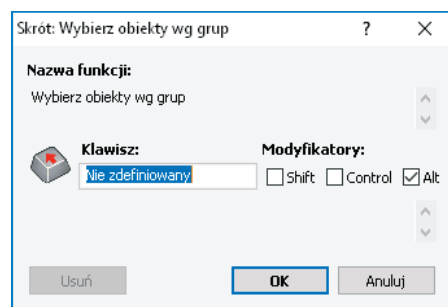 Skrót: Wybierz obiekty wg grup ? X
Nazwa funkcji:
Wybierz obiekty wg grup
Klawisz: Modyfikatory:
Nie zdefiniowany Shift Control Alt
Usuń OK Anuluj